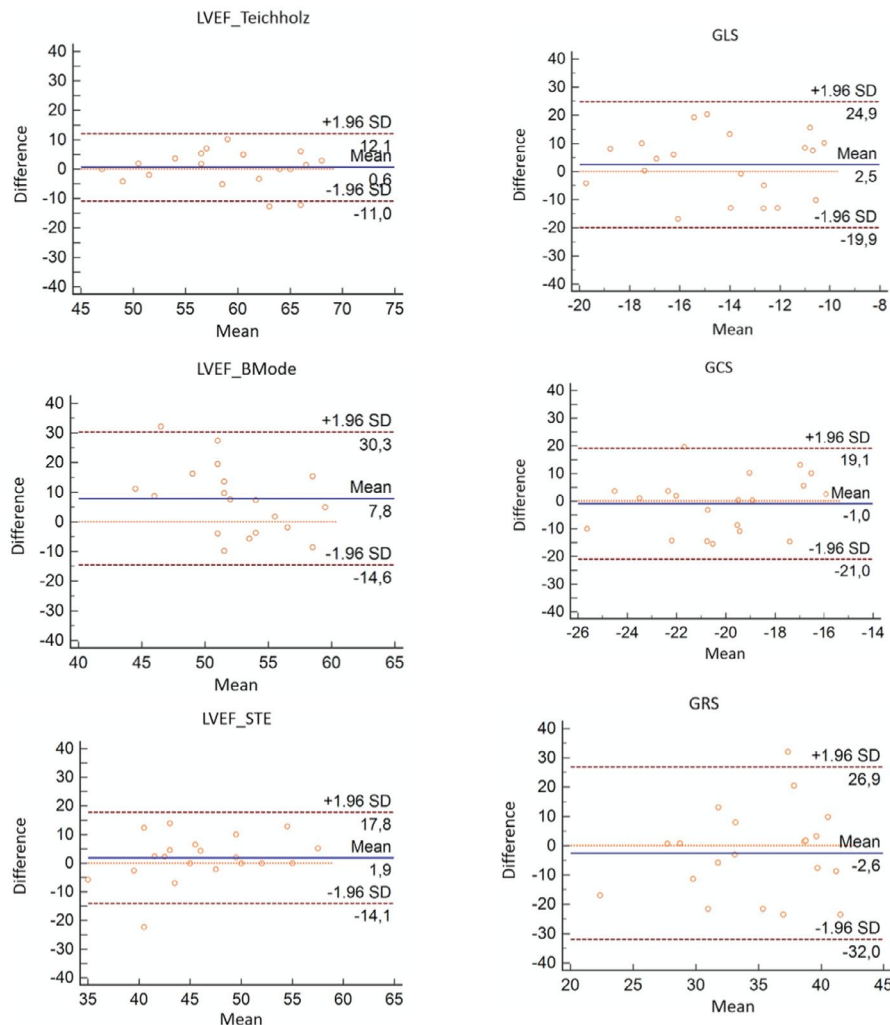 LVEF_Teichholz
40
30
20
10
0
-10
-20
-30
-40
Difference
+1.96 SD
12,1
Mean
0,6
-1.96 SD
-11,0
45 50 55 60 65 70 75
Mean
GLS
40
30
20
10
0
-10
-20
-30
-40
Difference
+1.96 SD
24,9
Mean
2,5
-1.96 SD
-19,9
-20 -18 -16 -14 -12 -10 -8
Mean
LVEF_BMode
40
30
20
10
0
-10
-20
-30
-40
Difference
+1.96 SD
30,3
Mean
7,8
-1.96 SD
-14,6
40 45 50 55 60 65
Mean
GCS
40
30
20
10
0
-10
-20
-30
-40
Difference
+1.96 SD
19,1
Mean
-1,0
-1.96 SD
-21,0
-26 -24 -22 -20 -18 -16 -14
Mean
LVEF_STE
40
30
20
10
0
-10
-20
-30
-40
Difference
+1.96 SD
17,8
Mean
1,9
-1.96 SD
-14,1
35 40 45 50 55 60 65
Mean
GRS
40
30
20
10
0
-10
-20
-30
-40
Difference
+1.96 SD
26,9
Mean
-2,6
-1.96 SD
-32,0
20 25 30 35 40 45
Mean